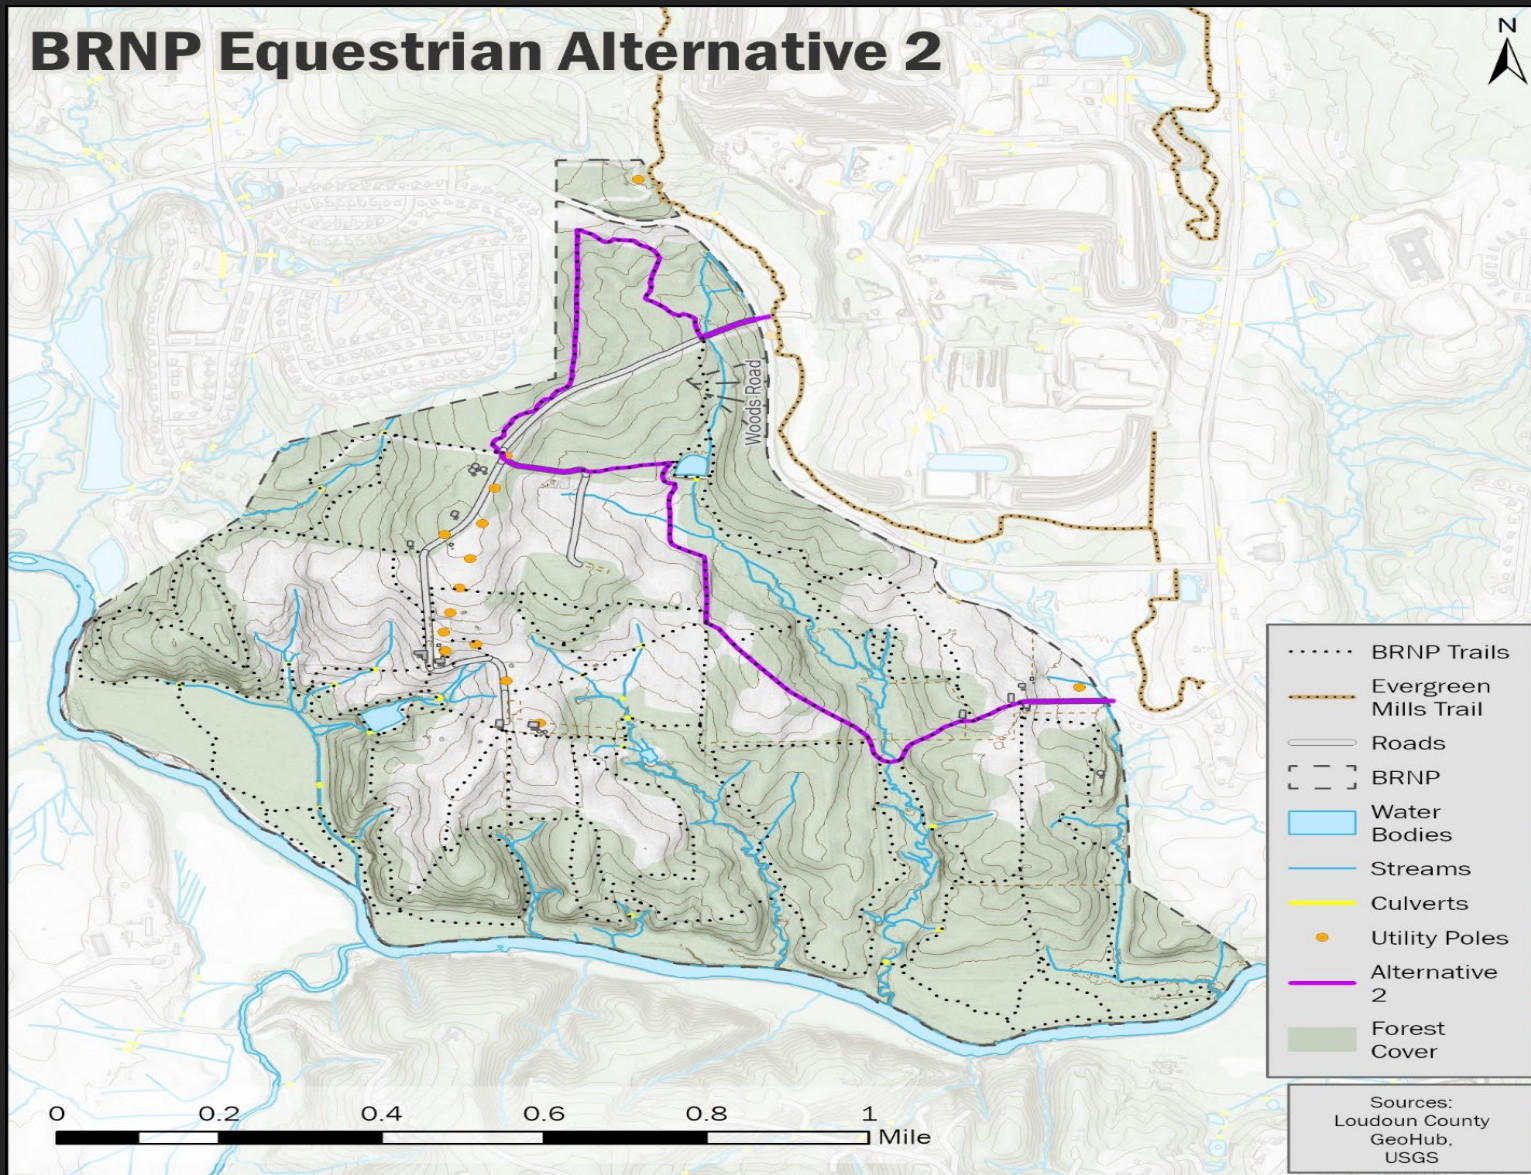 BRNP Equestrian Alternative 2
N
Woods Road
BRNP Trails
Evergreen
Mills Trail
Roads
BRNP
Water
Bodies
Streams
Culverts
Utility Poles
Alternative
2
Forest
Cover
0 0.2 0.4 0.6 0.8 1
Mile
Sources:
Loudoun County
GeoHub,
USGS